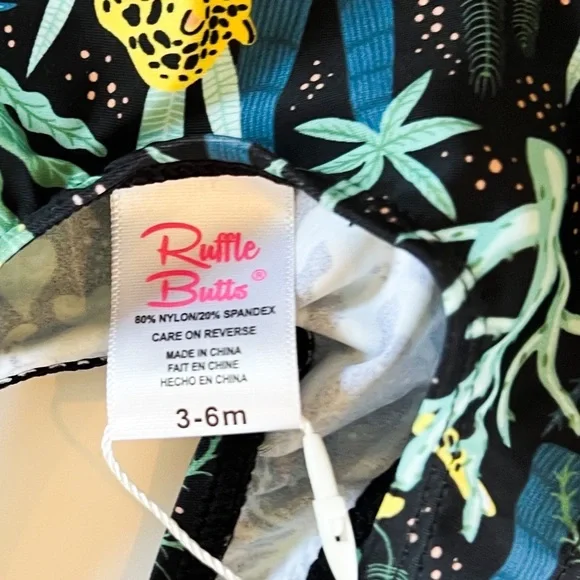 Ruffle
Butts®
80% NYLON/20% SPANDEX
CARE ON REVERSE
MADE IN CHINA
FAIT EN CHINE
HECHO EN CHINA
3-6m